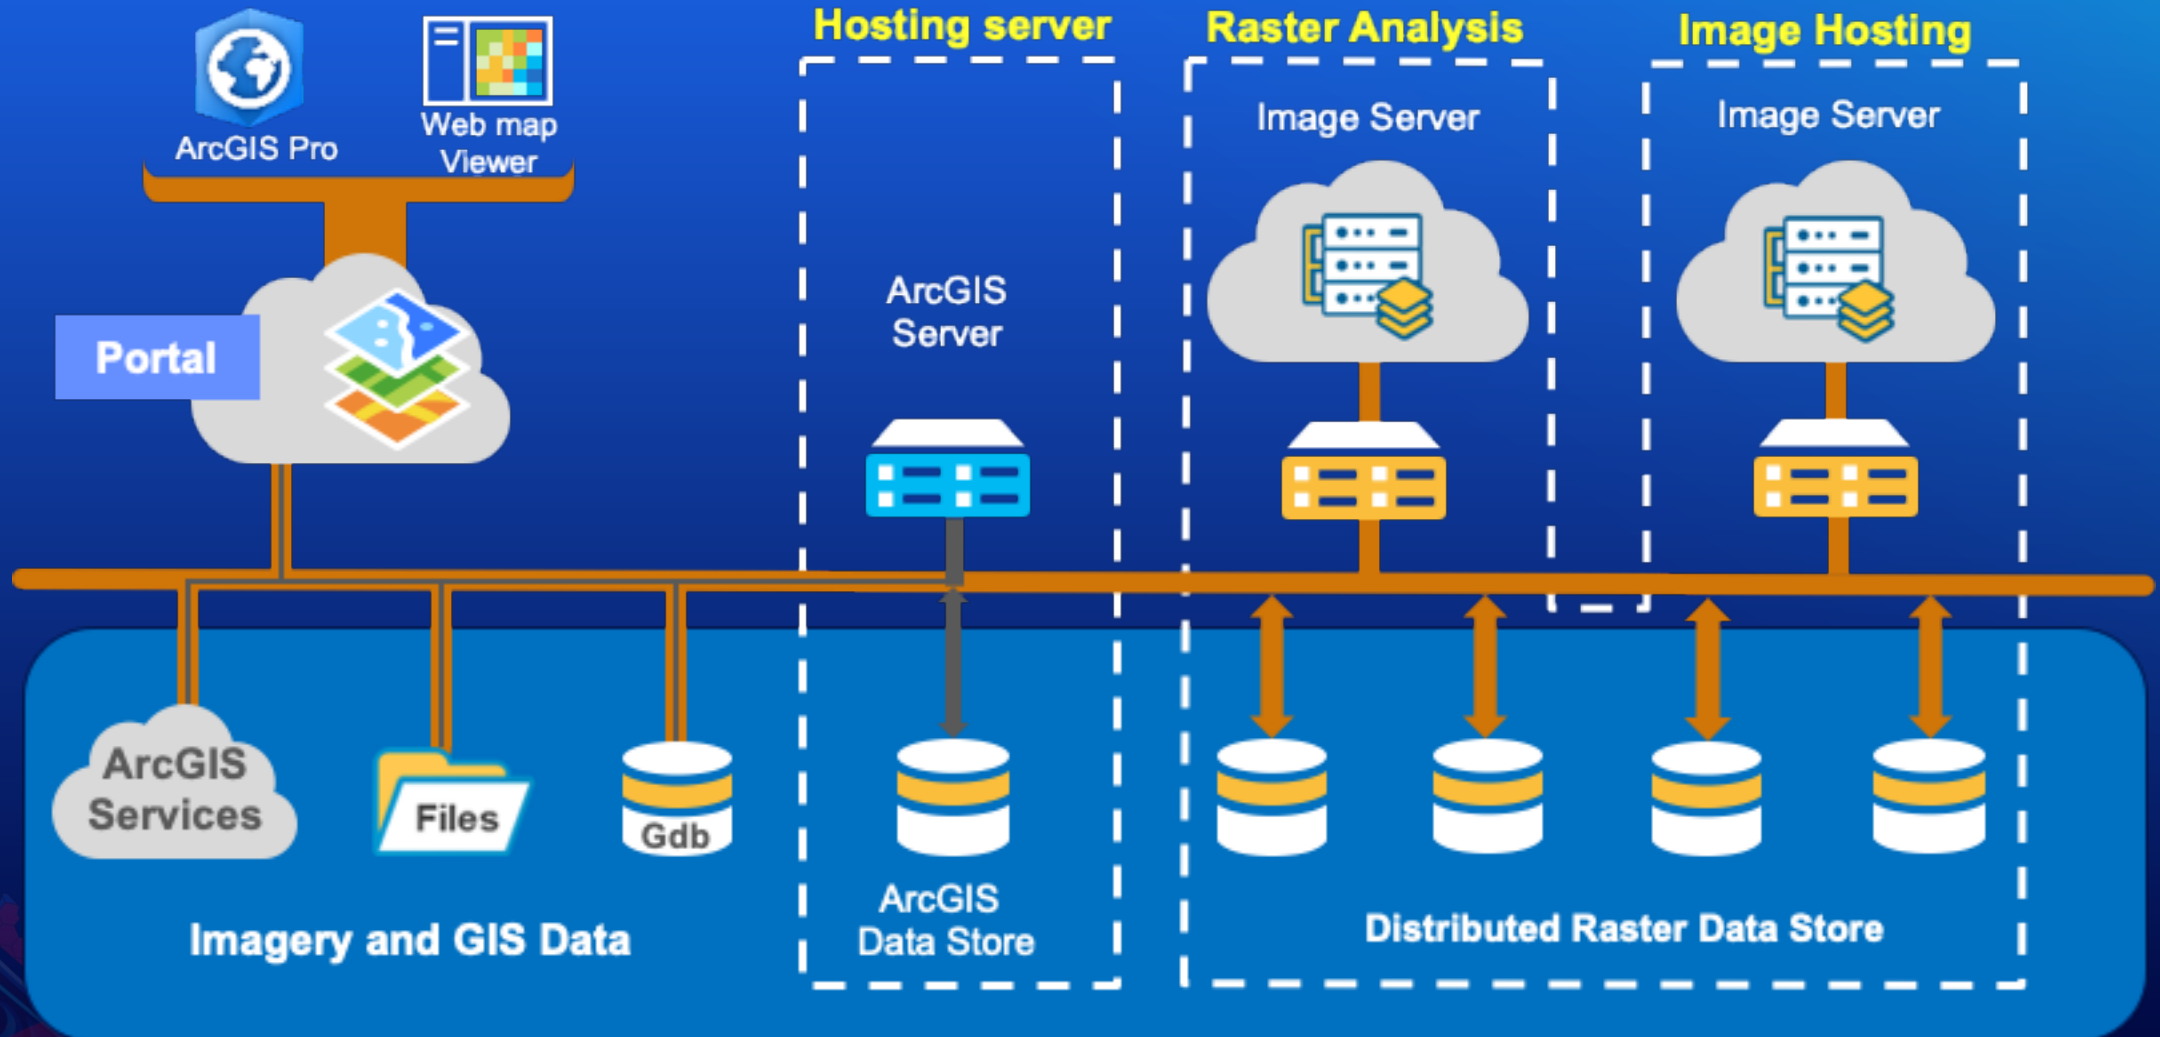 Hosting server
Raster Analysis
Image Hosting
ArcGIS Pro
Web map
Viewer
Image Server
Image Server
Portal
ArcGIS
Server
ArcGIS
Services
Files
Gdb
ArcGIS
Data Store
Imagery and GIS Data
Distributed Raster Data Store